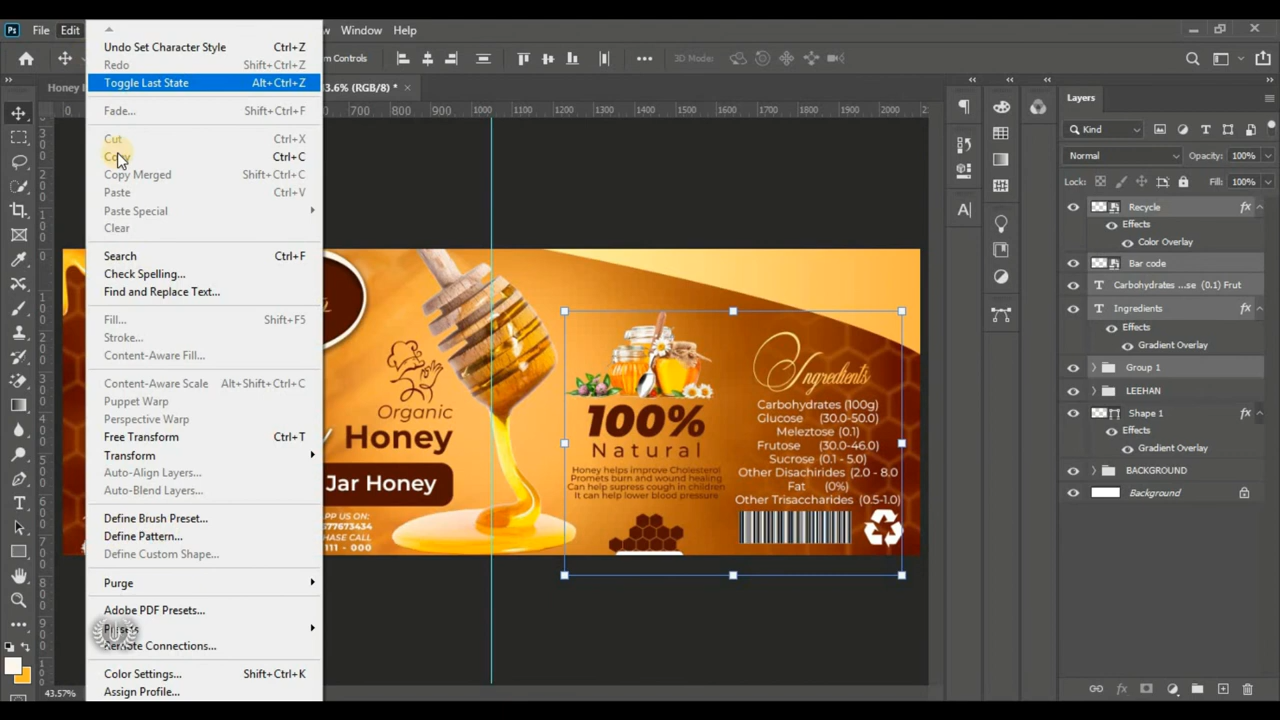 Ps File Edit w Window Help
m Controls 3D Mode:
Honey 3.6% (RGB/8) * ×
Undo Set Character Style Ctrl+Z
Redo Shift+Ctrl+Z
Toggle Last State Alt+Ctrl+Z
Fade... Shift+Ctrl+F
Cut Ctrl+X
Copy Ctrl+C
Copy Merged Shift+Ctrl+C
Paste Ctrl+V
Paste Special
Clear
Search Ctrl+F
Check Spelling...
Find and Replace Text...
Fill... Shift+F5
Stroke...
Content-Aware Fill...
Content-Aware Scale Alt+Shift+Ctrl+C
Puppet Warp
Perspective Warp
Free Transform Ctrl+T
Transform
Auto-Align Layers...
Auto-Blend Layers...
Define Brush Preset...
Define Pattern...
Define Custom Shape...
Purge
Adobe PDF Presets...
Presets
Remote Connections...
Color Settings... Shift+Ctrl+K
Assign Profile...
0 700 800 900 1000 1100 1200 1300 1400 1500 1600 1700 1800 1900 2000 21
Organic
Honey
Jar Honey
PP US ON:
577673434
HASE CALL
111 - 000
100%
Natural
Honey helps improve Cholesterol
Promets burn and wound healing
Can help supress cough in children
It can help lower blood pressure
Ingredients
Carbohydrates (100g)
Glucose (30.0-50.0)
Meleztose (0.1)
Frutose (30.0-46.0)
Sucrose (0.1 - 5.0)
Other Disachirides (2.0 - 8.0
Fat (0%)
Other Trisaccharides (0.5-1.0)
43.57%
Layers
Kind
Normal Opacity: 100%
Lock: Fill: 100%
Recycle fx
Effects
Color Overlay
Bar code
Carbohydrates ...se (0.1) Frut
Ingredients
Effects
Gradient Overlay
Group 1
LEEHAN
Shape 1 fx
Effects
Gradient Overlay
BACKGROUND
Background